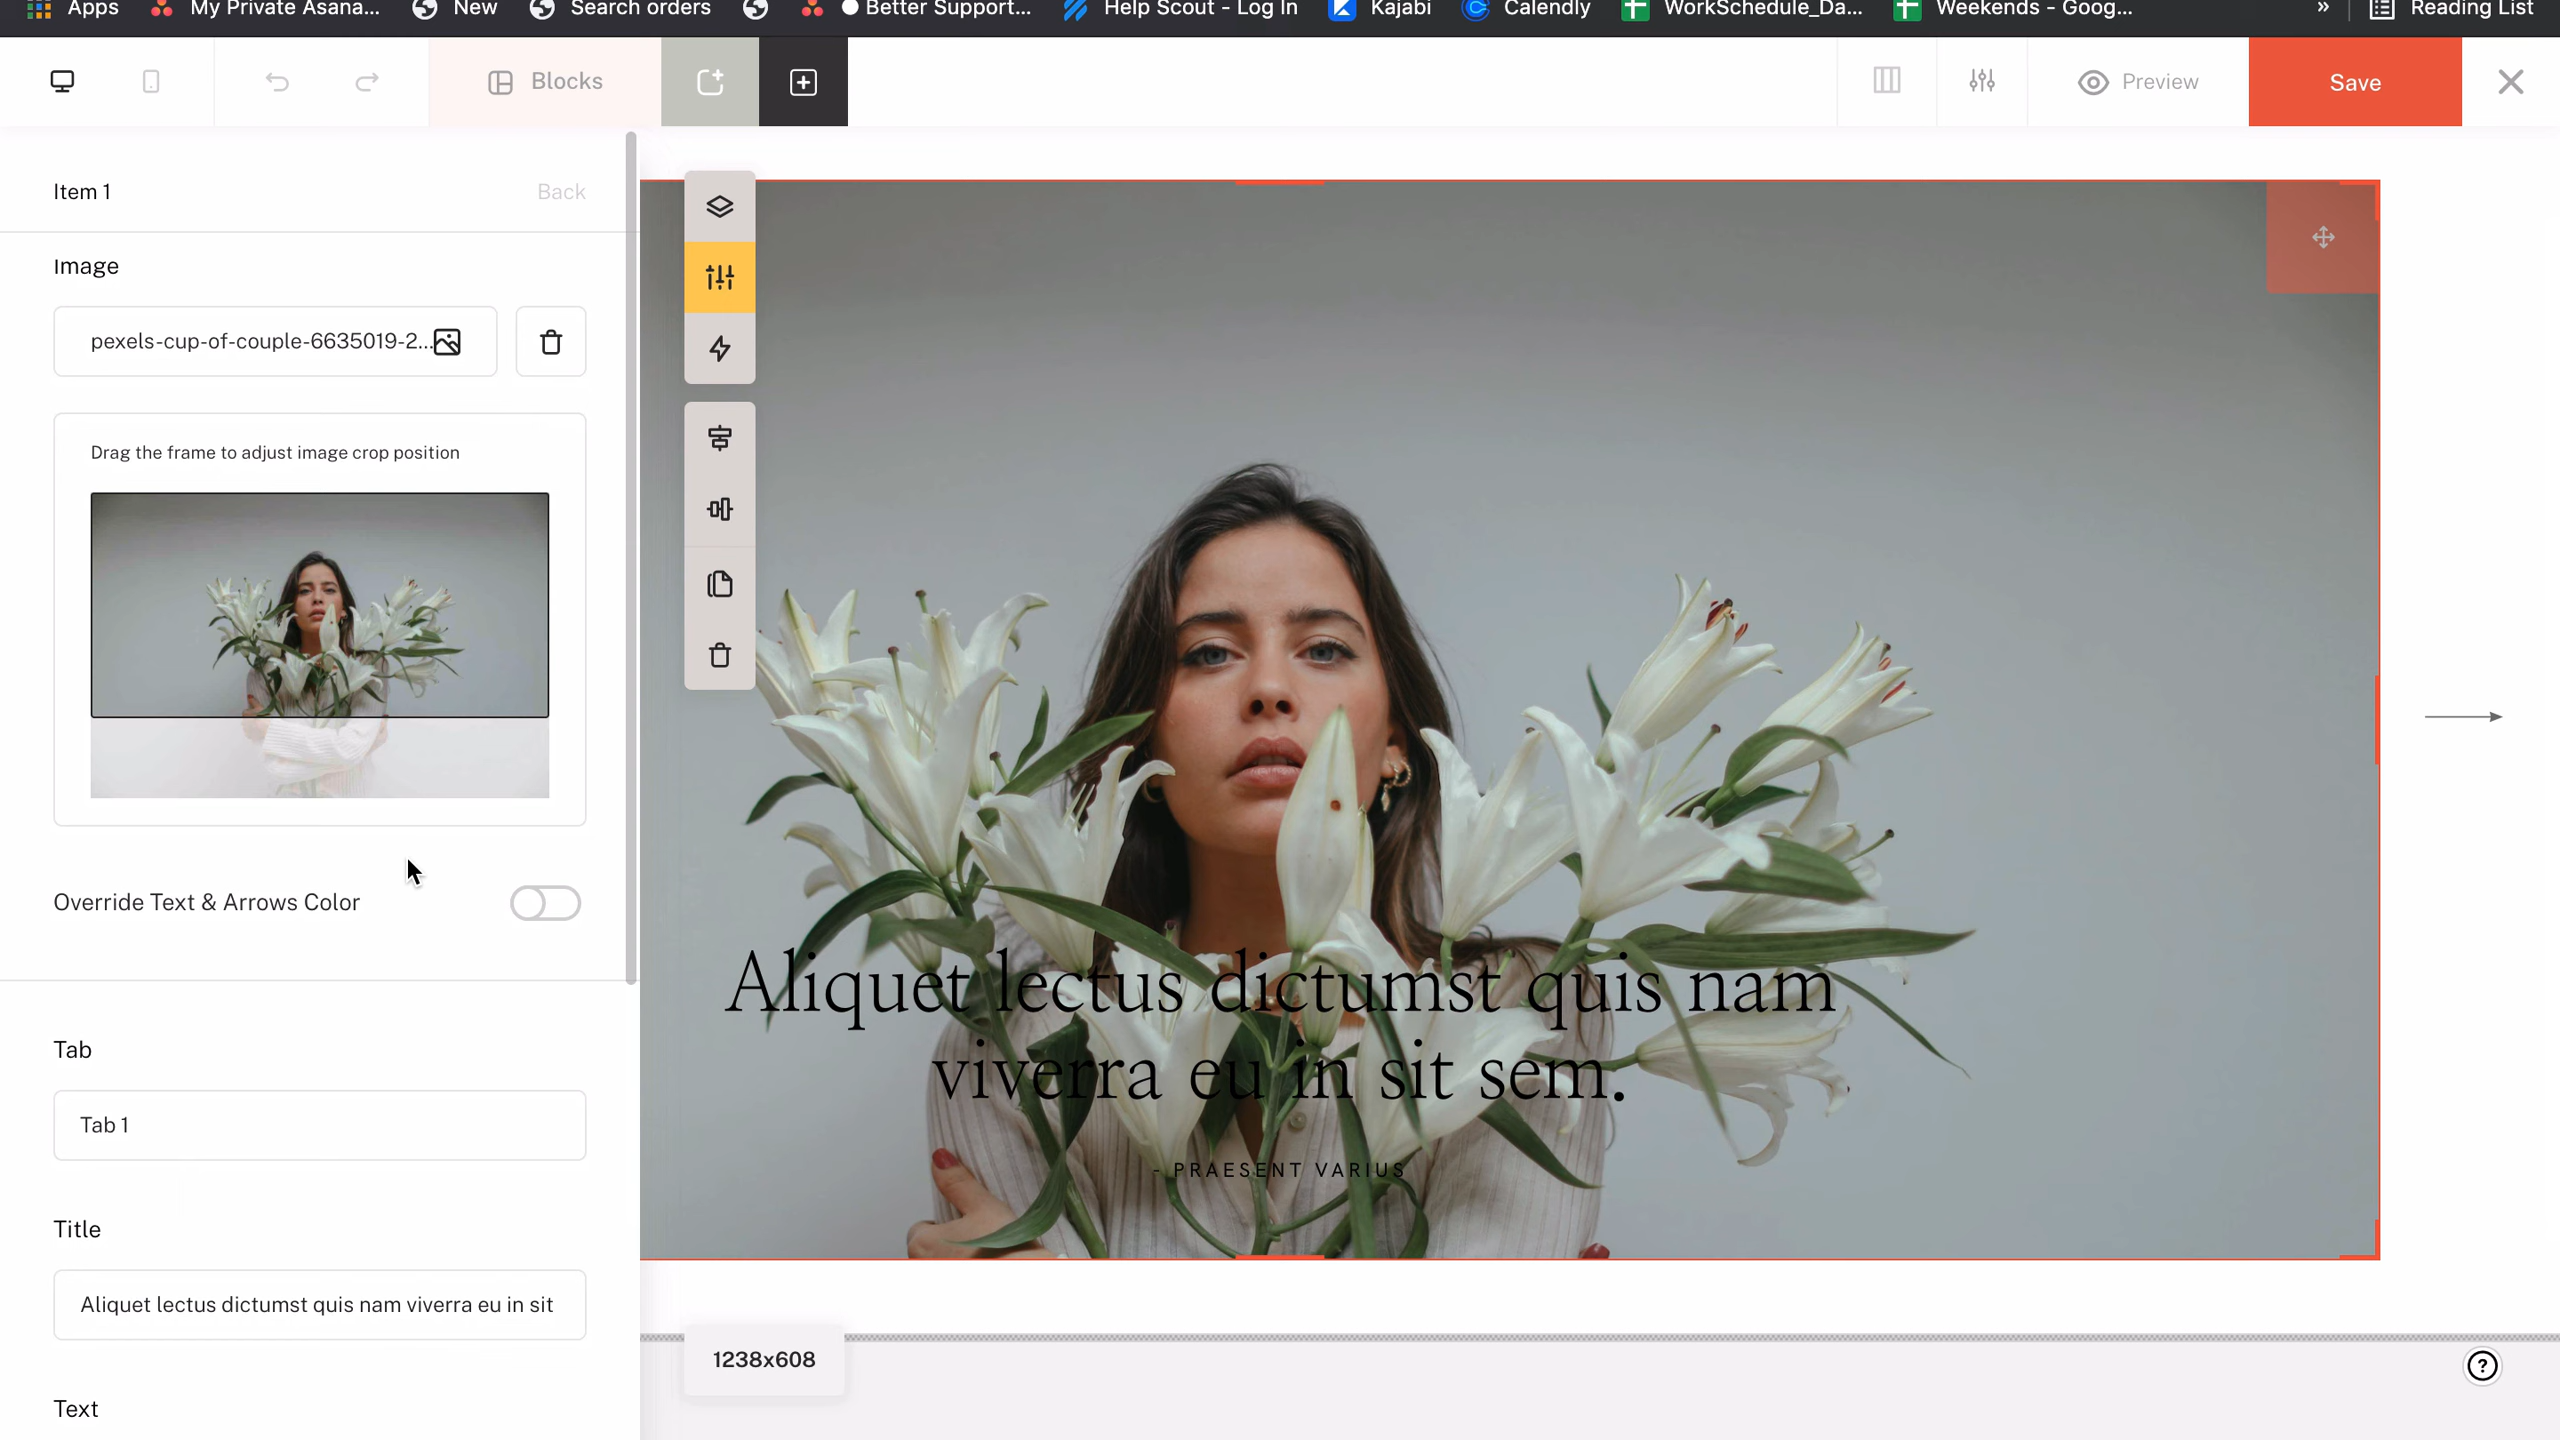 Apps My Private Asana... New Search orders Better Support... Help Scout - Log In Kajabi Calendly WorkSchedule_Da... Weekends - Goog... » Reading List
Blocks Preview Save
Item 1 Back
Image
pexels-cup-of-couple-6635019-2...
Drag the frame to adjust image crop position
Override Text & Arrows Color
Tab
Tab 1
Title
Aliquet lectus dictumst quis nam viverra eu in sit
Text
Aliquet lectus dictumst quis nam
viverra eu in sit sem.
- PRAESENT VARIUS
1238x608
?